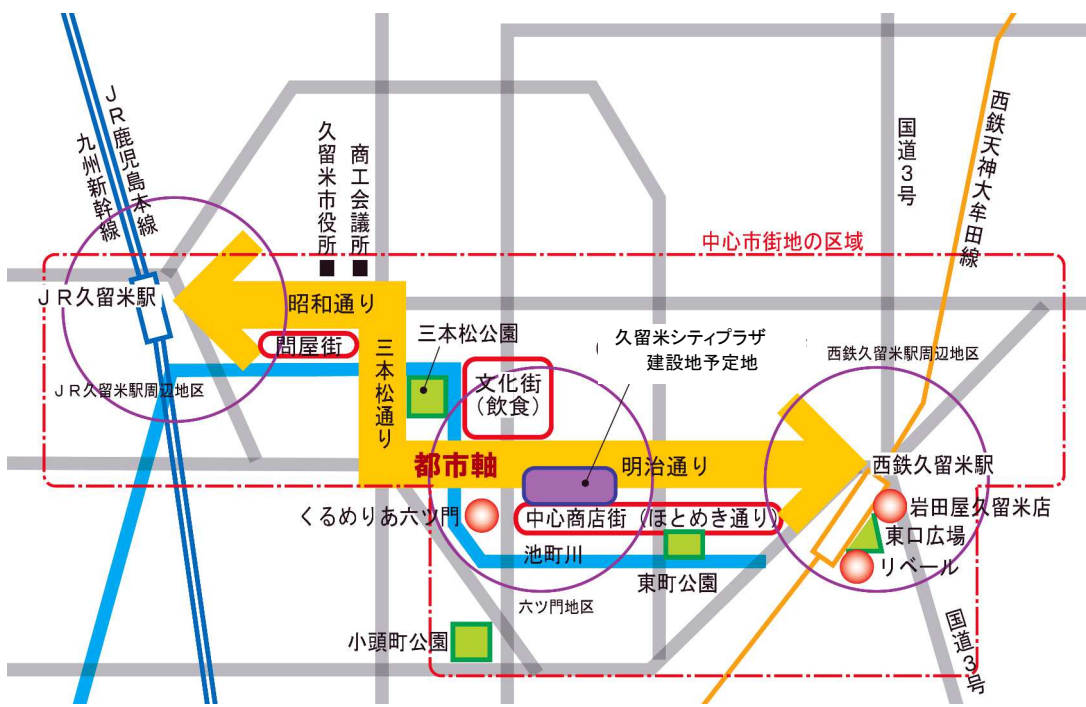 JR鹿児島本線
九州新幹線
久留米市役所
商工会議所
国道3号
西鉄天神大牟田線
中心市街地の区域
JR久留米駅
昭和通り
問屋街
三本松公園
久留米シティプラザ
建設地予定地
西鉄久留米駅周辺地区
JR久留米駅周辺地区
三本松通り
文化街
(飲食)
都市軸
明治通り
西鉄久留米駅
くるめりあ六ツ門
中心商店街(ほとめき通り)
岩田屋久留米店
東口広場
池町川
東町公園
リベール
六ツ門地区
小頭町公園
国道3号